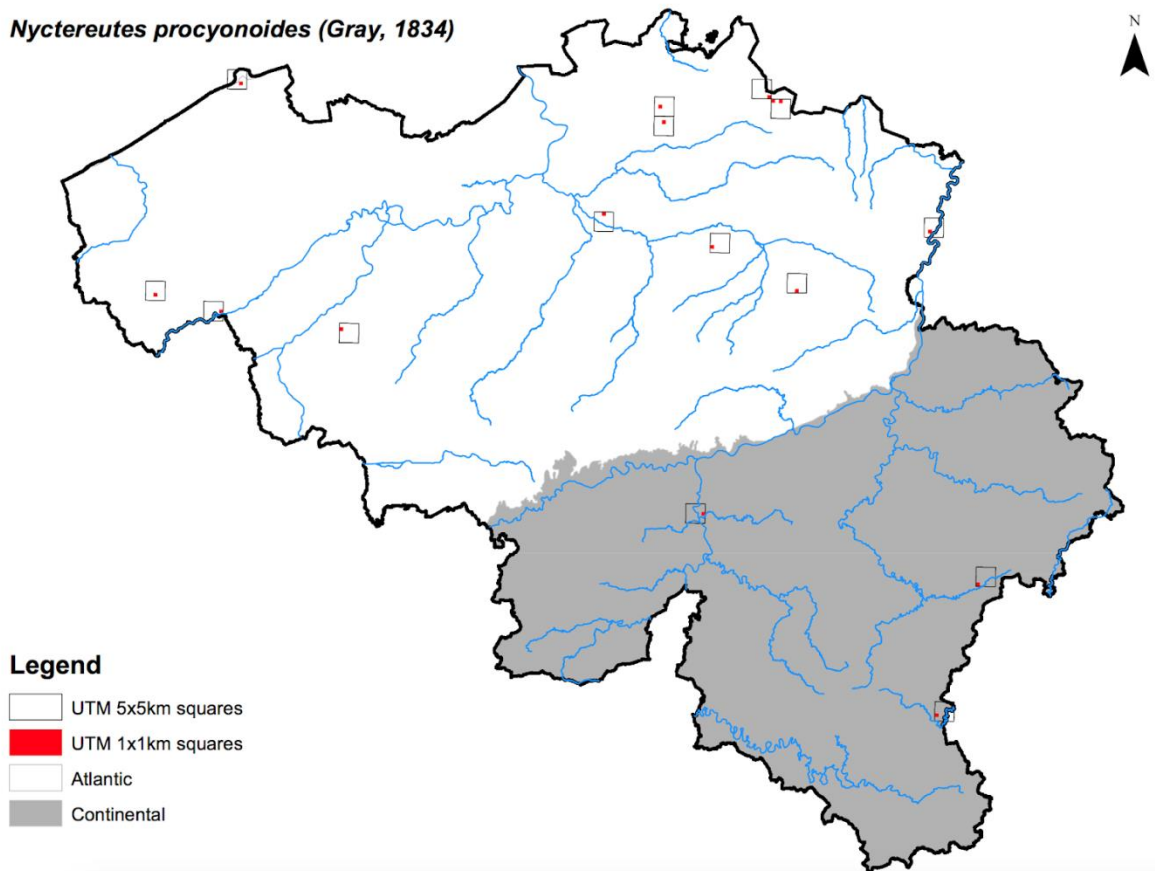 Nyctereutes procyonoides (Gray, 1834)
N
Legend
UTM 5x5km squares
UTM 1x1km squares
Atlantic
Continental